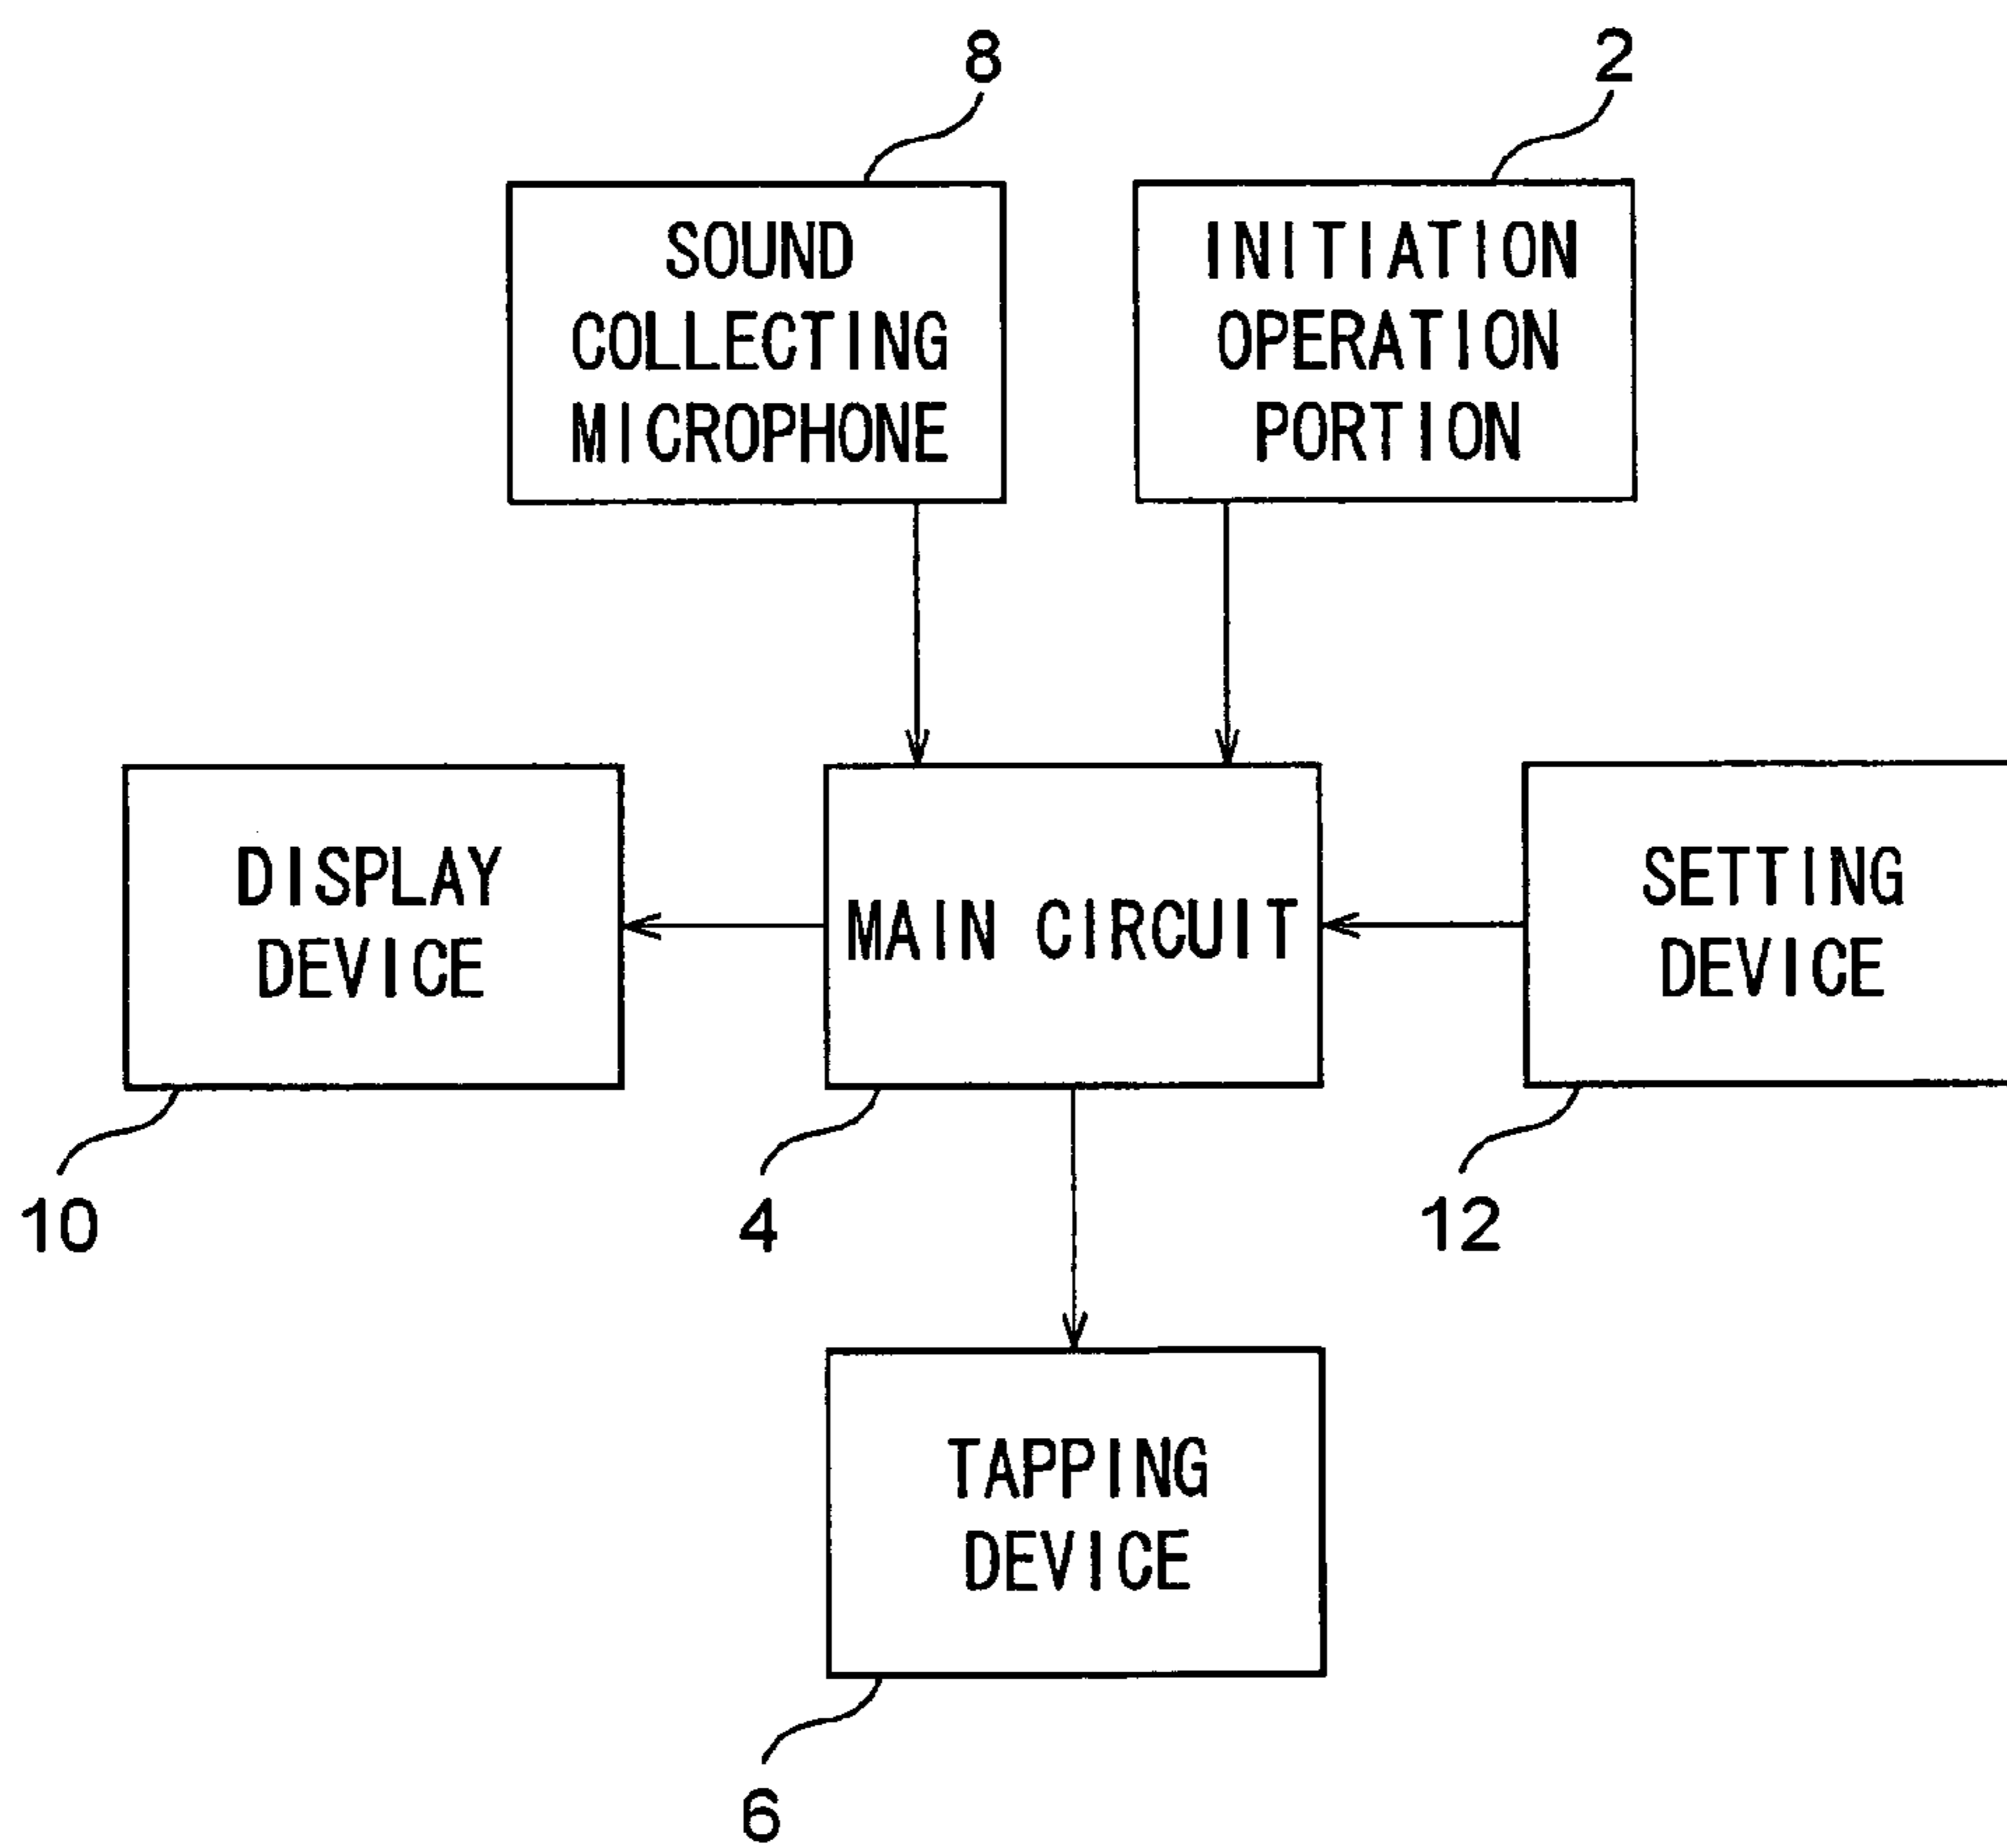 8
2
SOUND
COLLECTING
MICROPHONE
INITIATION
OPERATION
PORTION
DISPLAY
DEVICE
MAIN CIRCUIT
SETTING
DEVICE
10
4
12
TAPPING
DEVICE
6